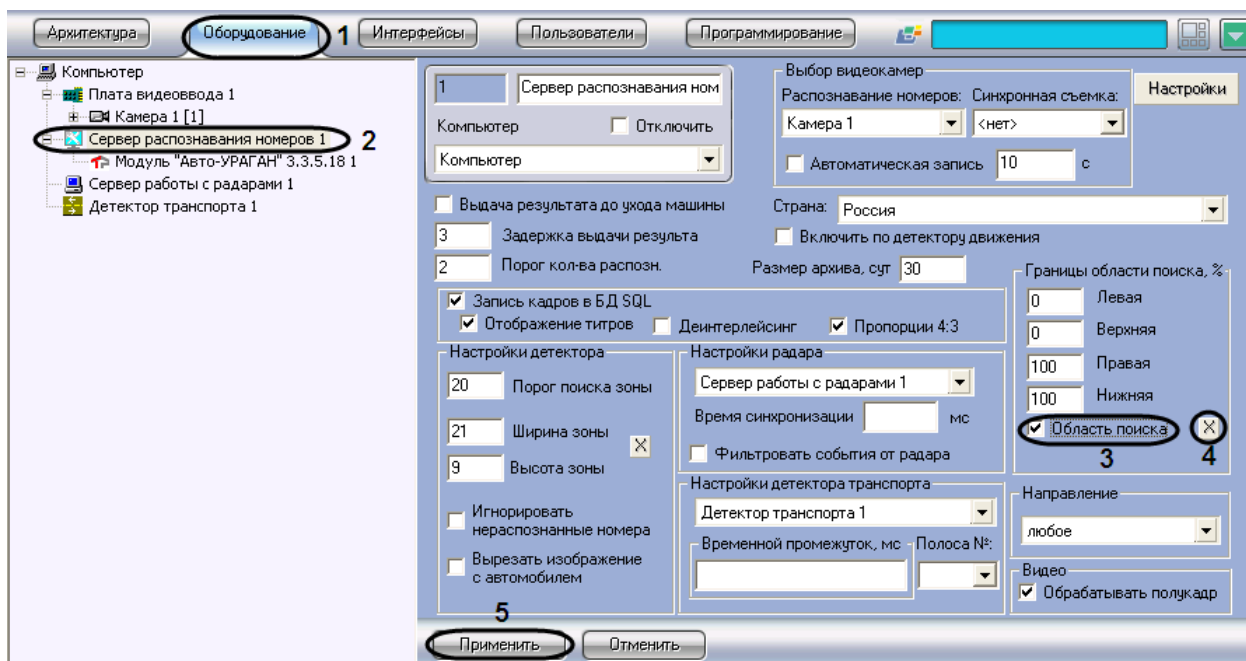 Архитектура Оборудование 1 Интерфейсы Пользователи Программирование
Компьютер
Плата видеоввода 1
Камера 1 [1]
Сервер распознавания номеров 1 2
Модуль "Авто-УРАГАН" 3.3.5.18 1
Сервер работы с радарами 1
Детектор транспорта 1
1 Сервер распознавания ном
Компьютер Отключить
Компьютер
Выбор видеокамер
Распознавание номеров: Синхронная съемка:
Камера 1 <нет>
Автоматическая запись 10 с
Настройки
Выдача результата до ухода машины
3 Задержка выдачи результа
2 Порог кол-ва распозн.
Страна: Россия
Включить по детектору движения
Размер архива, сут 30
Запись кадров в БД SQL
Отображение титров Деинтерлейсинг Пропорции 4:3
Границы области поиска, %
0 Левая
0 Верхняя
100 Правая
100 Нижняя
Область поиска X
3 4
Настройки детектора
20 Порог поиска зоны
21 Ширина зоны
X
9 Высота зоны
Игнорировать
нераспознанные номера
Вырезать изображение
с автомобилем
Настройки радара
Сервер работы с радарами 1
Время синхронизации мс
Фильтровать события от радара
Настройки детектора транспорта
Детектор транспорта 1
Временной промежуток, мс Полоса №:
Направление
любое
Видео
Обрабатывать полукадр
5
Применить Отменить